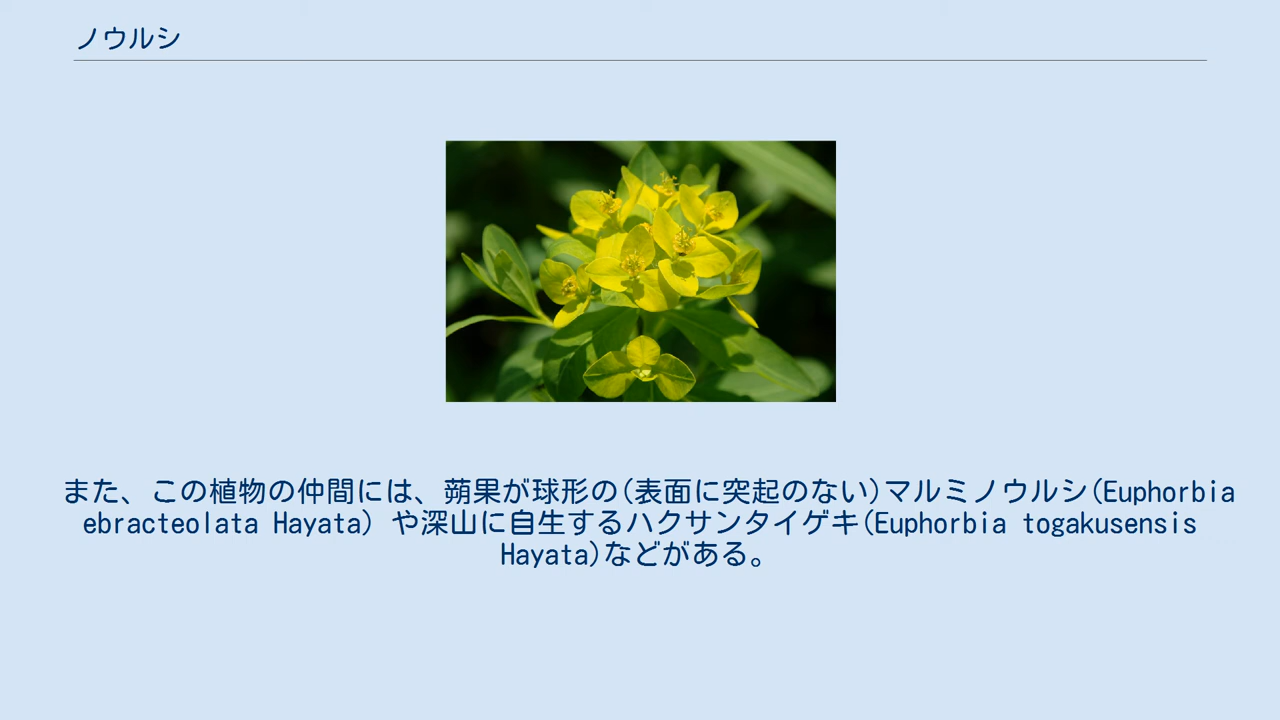 ノウルシ
また、この植物の仲間には、蒴果が球形の(表面に突起のない)マルミノウルシ(Euphorbia
ebracteolata Hayata) や深山に自生するハクサンタイゲキ(Euphorbia togakusensis
Hayata)などがある。